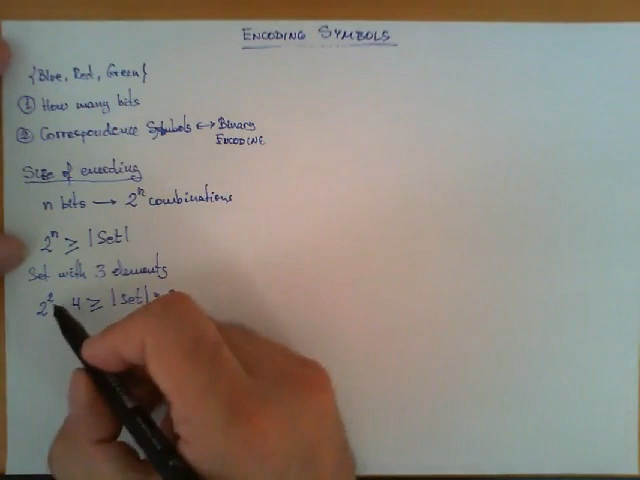 ENCODING SYMBOLS
{Blue, Red, Green}
① How many bits
② Correspondence Symbols ↔ Binary
ENCODING
Size of encoding
n bits → 2ⁿ combinations
2ⁿ ≥ |Set|
Set with 3 elements
2² 4 ≥ |Set|